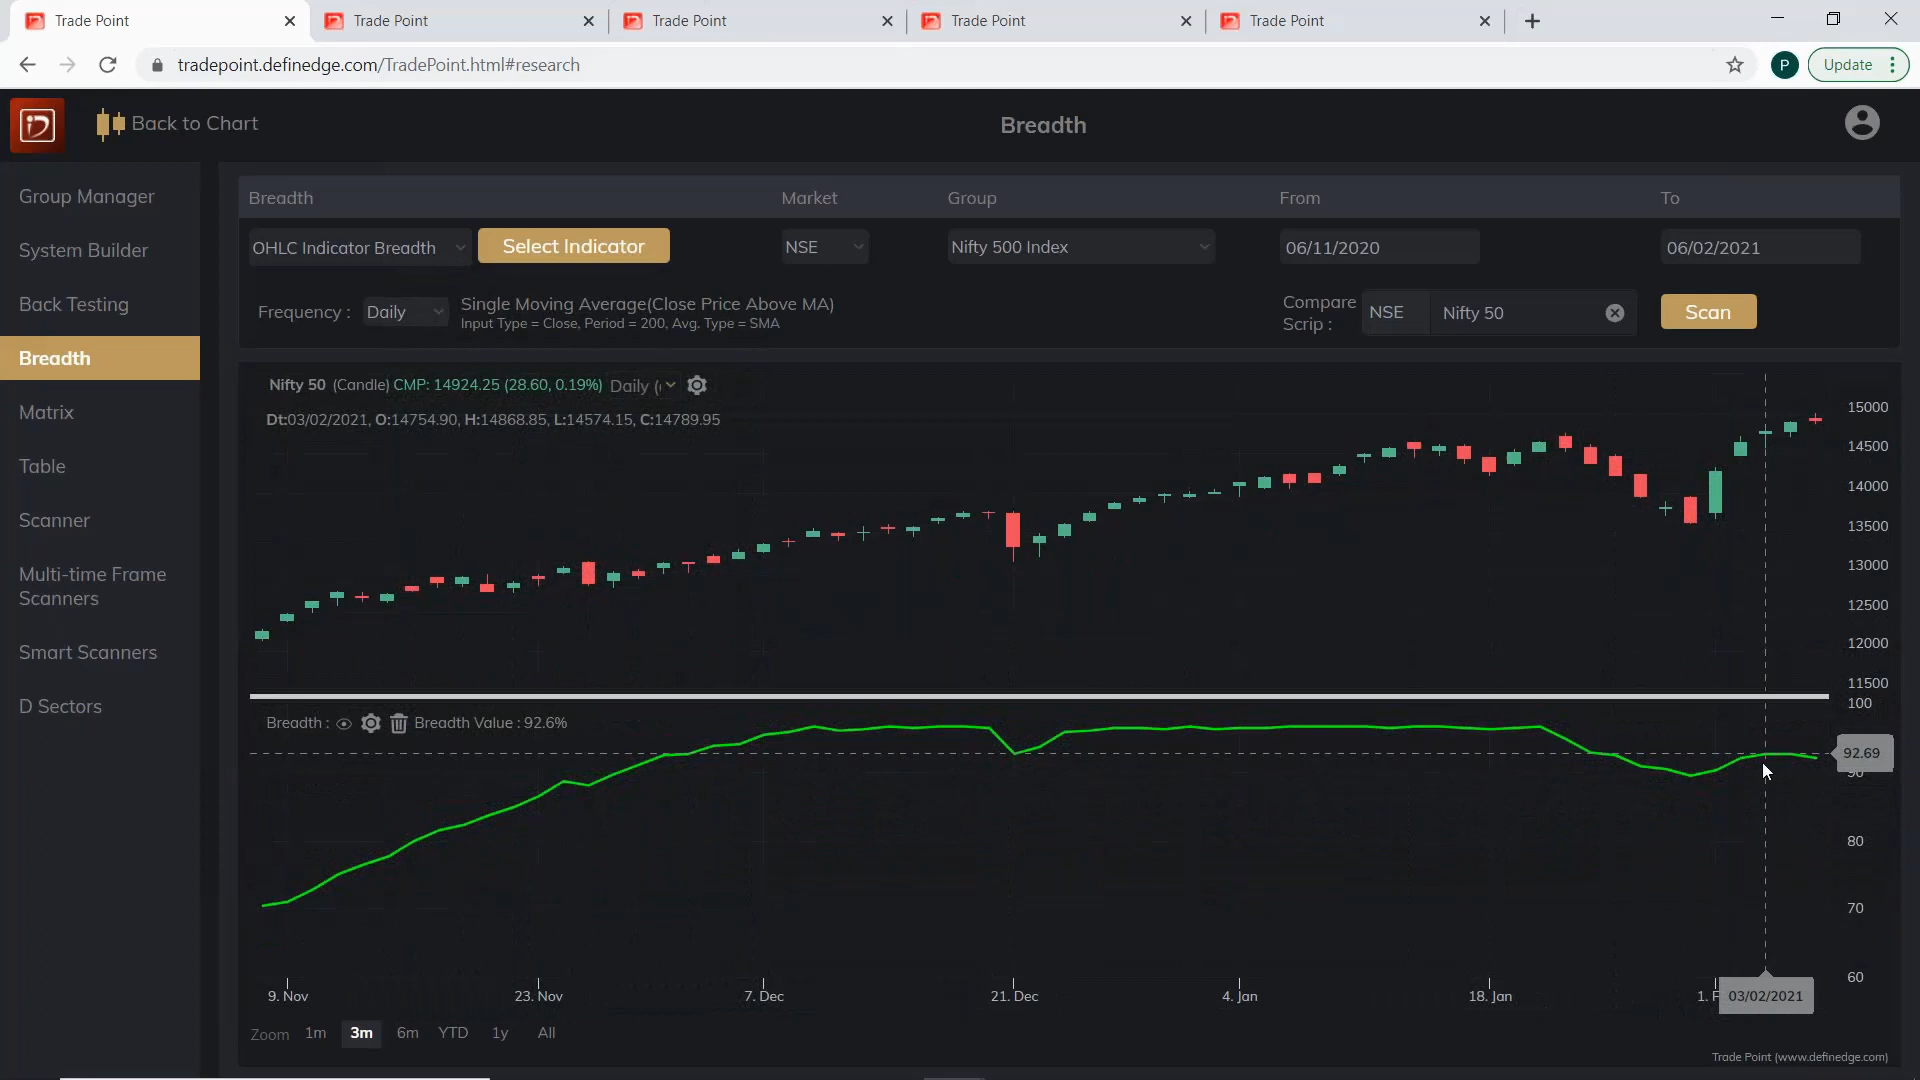 Trade Point
Trade Point
Trade Point
Trade Point
Trade Point
tradepoint.definedge.com/TradePoint.html#research
P
Update
Back to Chart
Breadth
Group Manager
System Builder
Back Testing
Breadth
Matrix
Table
Scanner
Multi-time Frame
Scanners
Smart Scanners
D Sectors
Breadth Market Group From To
OHLC Indicator Breadth Select Indicator NSE Nifty 500 Index 06/11/2020 06/02/2021
Frequency : Daily Single Moving Average(Close Price Above MA)
Input Type = Close, Period = 200, Avg. Type = SMA
Compare
Scrip :
NSE Nifty 50 Scan
Nifty 50 (Candle) CMP: 14924.25 (28.60, 0.19%) Daily (
Dt:03/02/2021, O:14754.90, H:14868.85, L:14574.15, C:14789.95
15000
14500
14000
13500
13000
12500
12000
11500
100
Breadth : Breadth Value : 92.6%
92.69
90
80
70
60
9. Nov 23. Nov 7. Dec 21. Dec 4. Jan 18. Jan 1. F 03/02/2021
Zoom 1m 3m 6m YTD 1y All
Trade Point (www.definedge.com)